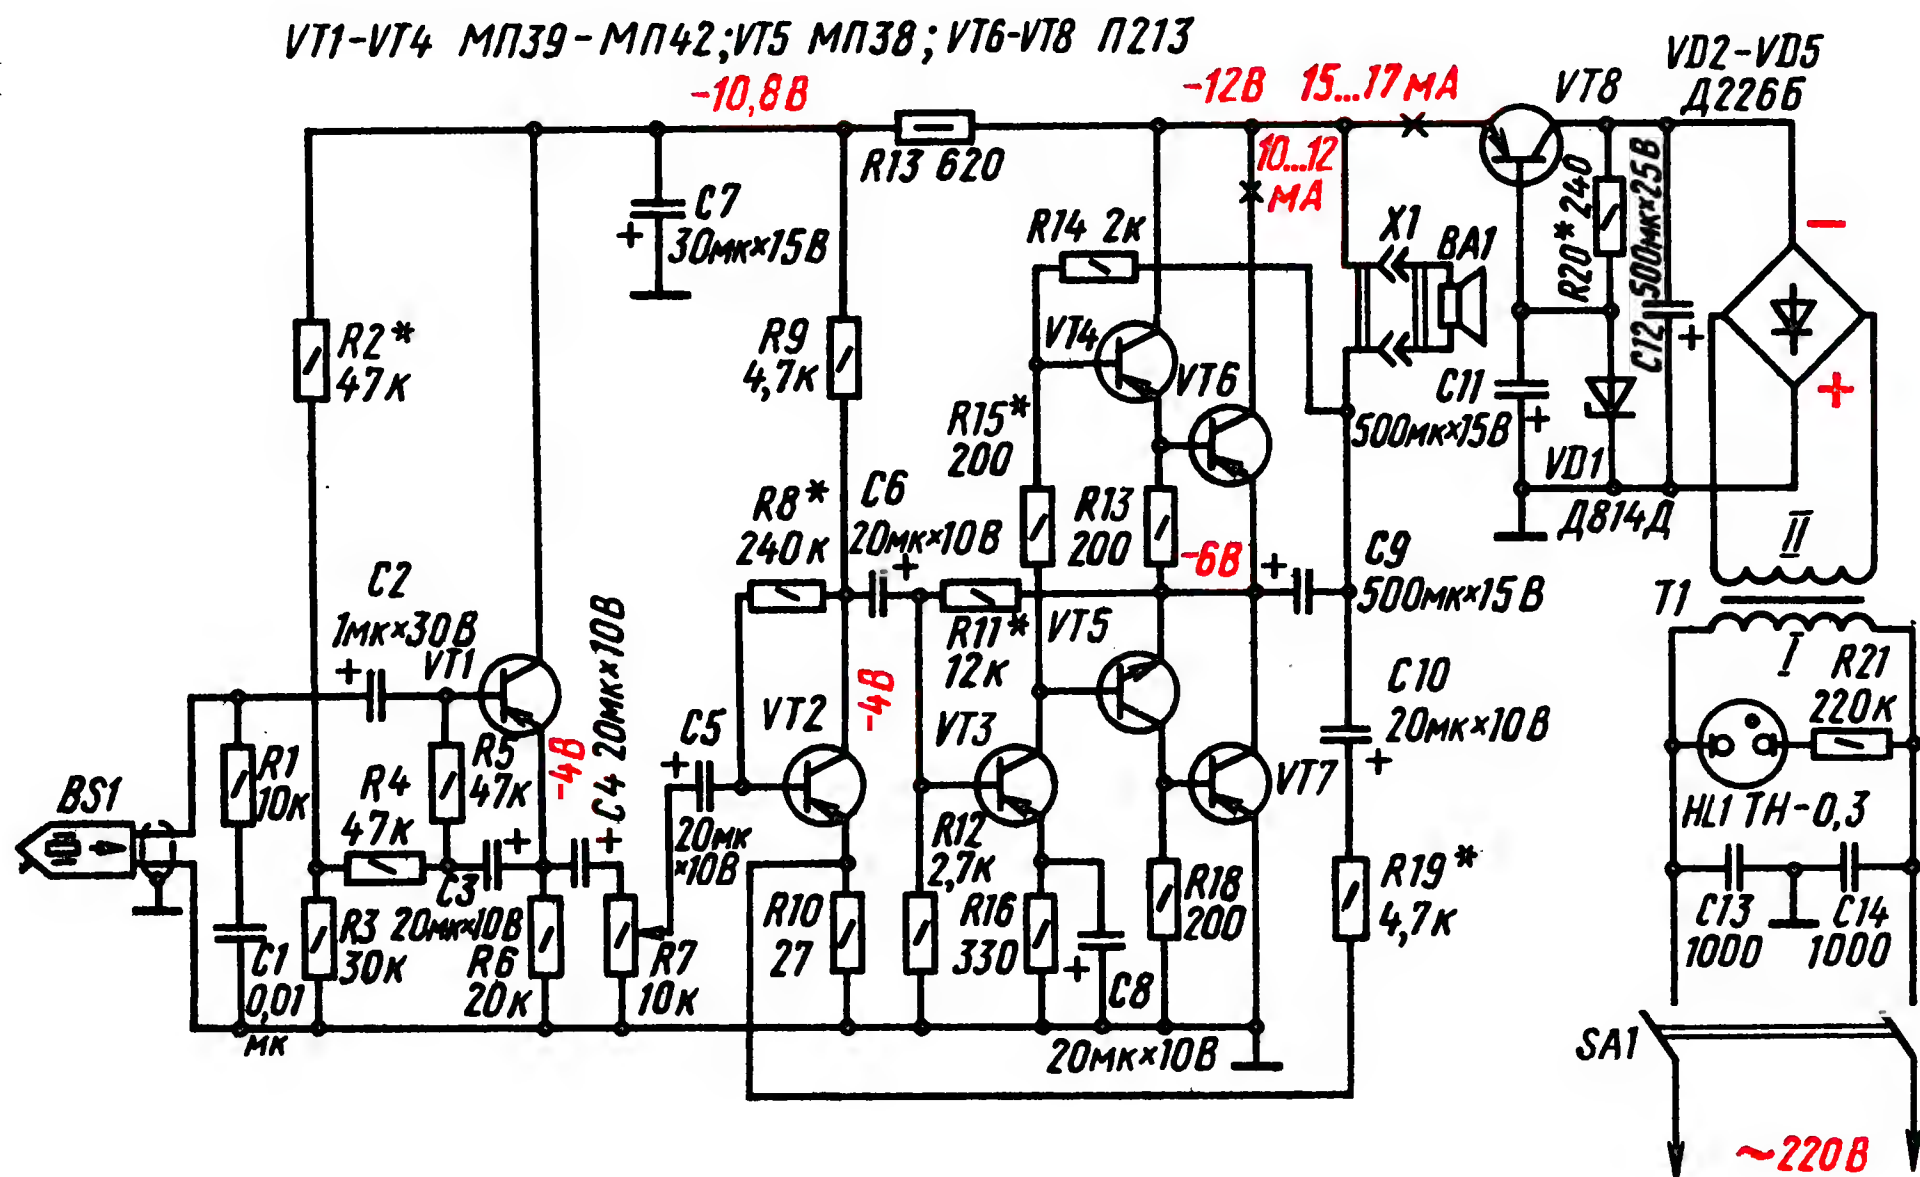 VT1-VT4 МП39-МП42; VT5 МП38; VT6-VT8 П213
-10,8В
-12В
15...17мА
VT8
VD2-VD5
Д226Б
R13 620
10...12
мА
C7
30мк×15В
R14 2к
X1
BA1
R20* 240
C12 500мк×25В
−
+
R2*
47к
R9
4,7к
VT4
VT6
C11
500мк×15В
R15*
200
VD1
Д814Д
R8*
240к
C6
20мк×10В
R13
200
-6В
C9
500мк×15В
II
T1
C2
1мк×30В
VT1
C4 20мк×10В
R11*
12к
VT5
I
R21
220к
-4В
-4В
C10
20мк×10В
BS1
R1
10к
R4
47к
R5
47к
C5
20мк
×10В
VT2
VT3
VT7
HL1 ТН-0,3
R12
2,7к
R19*
4,7к
C3
20мк×10В
R3
30к
R6
20к
R7
10к
R10
27
R16
330
C8
20мк×10В
R18
200
C13
1000
C14
1000
C1
0,01
мк
SA1
~220В